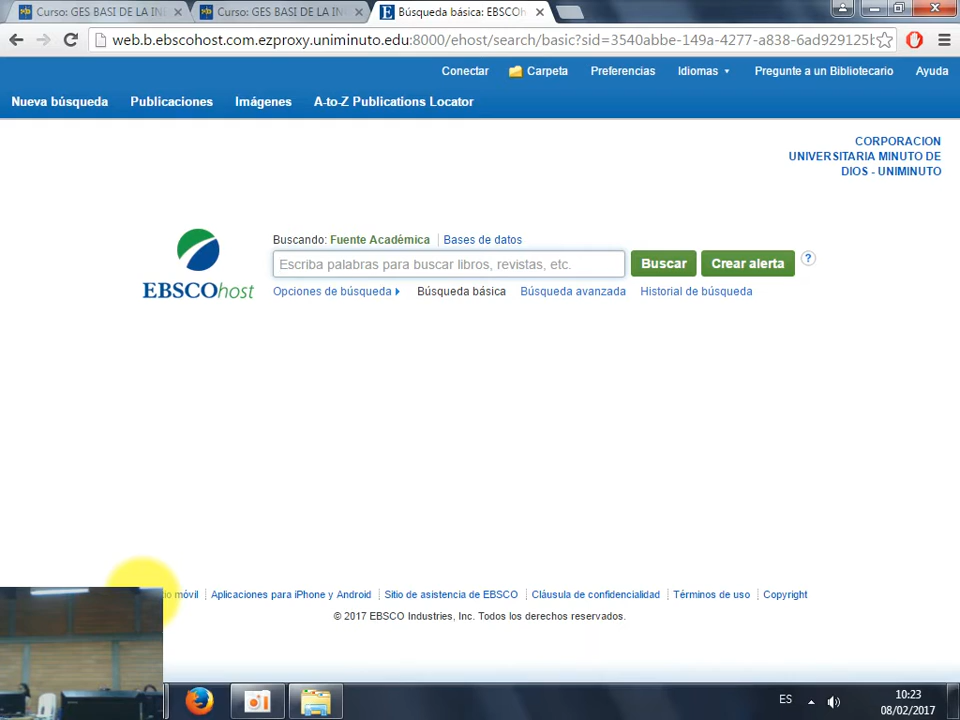 Curso: GES BASI DE LA IN
Curso: GES BASI DE LA IN
Búsqueda básica: EBSCOh
web.b.ebscohost.com.ezproxy.uniminuto.edu:8000/ehost/search/basic?sid=3540abbe-149a-4277-a838-6ad929125b
Conectar Carpeta Preferencias Idiomas Pregunte a un Bibliotecario Ayuda
Nueva búsqueda Publicaciones Imágenes A-to-Z Publications Locator
CORPORACION
UNIVERSITARIA MINUTO DE
DIOS - UNIMINUTO
Buscando: Fuente Académica Bases de datos
Escriba palabras para buscar libros, revistas, etc. Buscar Crear alerta ?
EBSCOhost
Opciones de búsqueda Búsqueda básica Búsqueda avanzada Historial de búsqueda
móvil Aplicaciones para iPhone y Android Sitio de asistencia de EBSCO Cláusula de confidencialidad Términos de uso Copyright
© 2017 EBSCO Industries, Inc. Todos los derechos reservados.
ES
10:23
08/02/2017